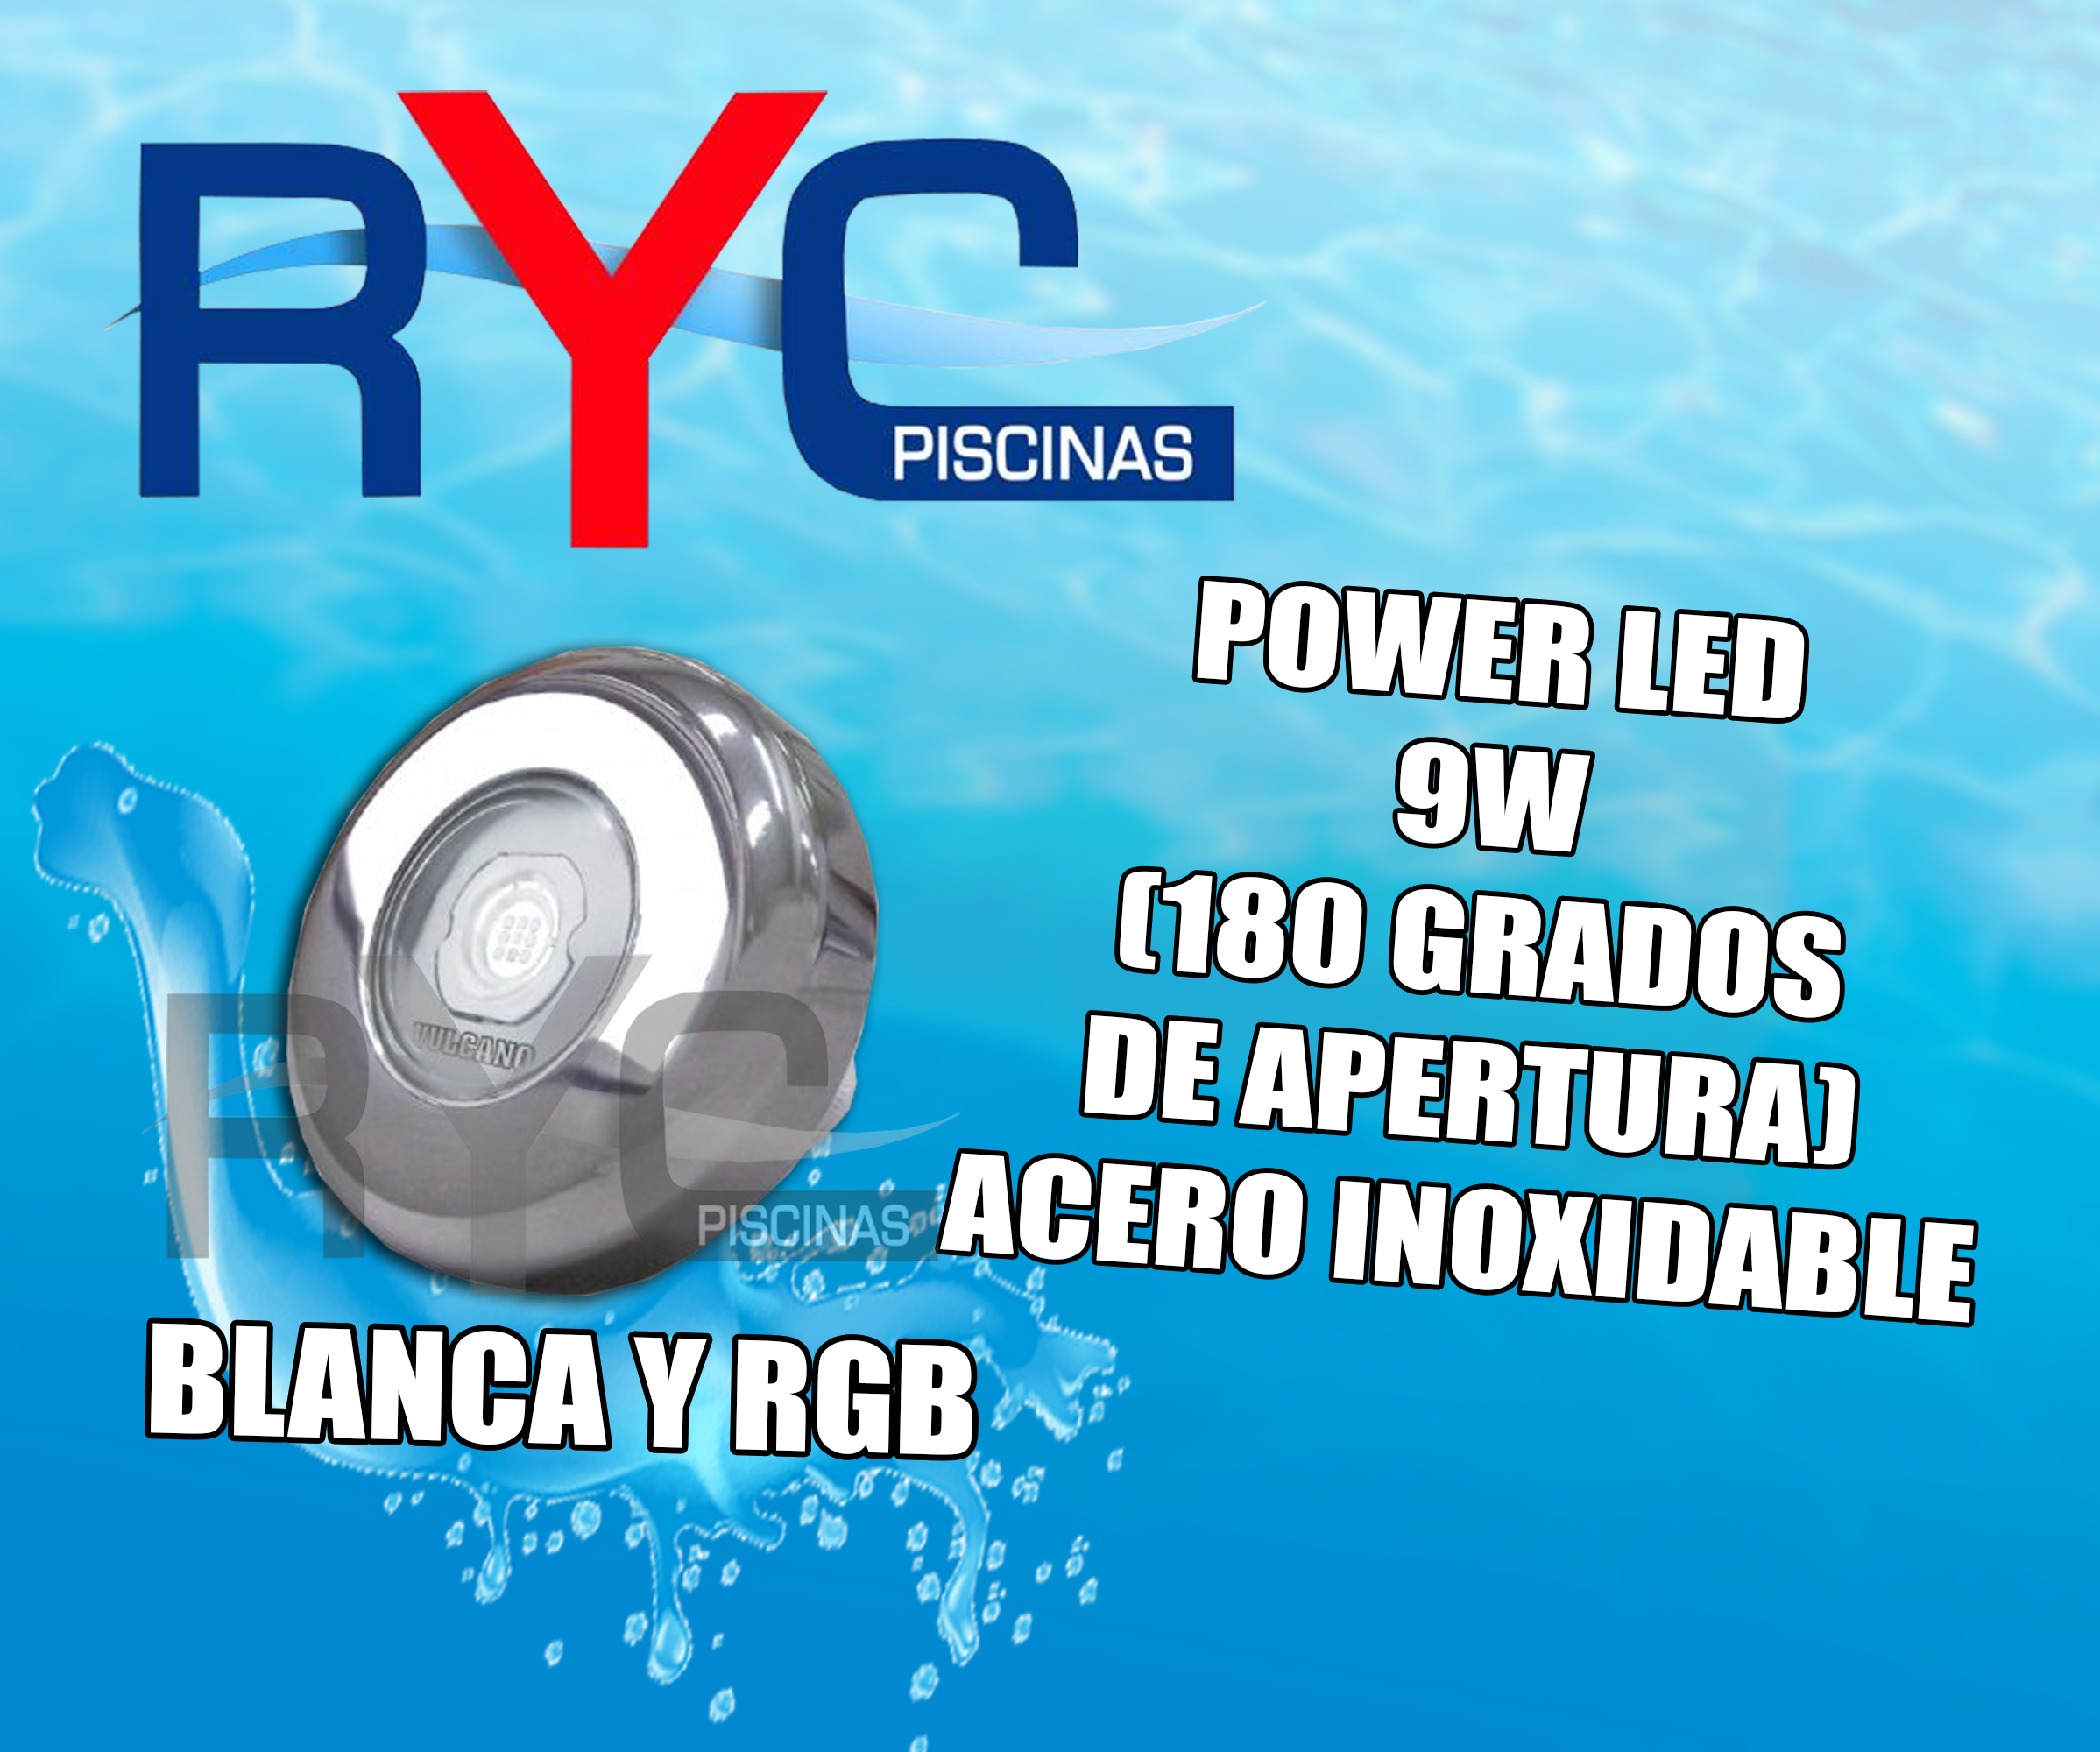 RYC
PISCINAS
POWER LED
9W
(180 GRADOS
DE APERTURA)
ACERO INOXIDABLE
VULCANO
RYC
PISCINAS
BLANCA Y RGB